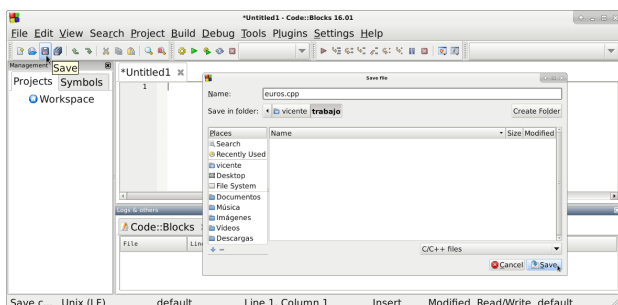 *Untitled1 - Code::Blocks 16.01
File Edit View Search Project Build Debug Tools Plugins Settings Help
Management
Save
Projects Symbols
Workspace
*Untitled1
1
Save file
Name: euros.cpp
Save in folder: vicente trabajo Create Folder
Places Name Size Modified
Search
Recently Used
vicente
Desktop
File System
Documentos
Música
Imágenes
Vídeos
Descargas
C/C++ files
Cancel Save
Logs & others
Code::Blocks
File Line
Save c... Unix (LF) default Line 1, Column 1 Insert Modified Read/Write default